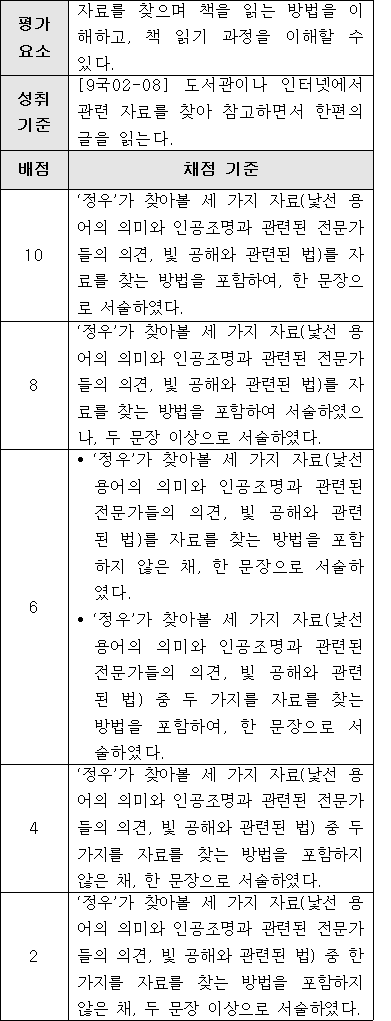 평가
요소
자료를 찾으며 책을 읽는 방법을 이
해하고, 책 읽기 과정을 이해할 수
있다.
성취
기준
[9국02-08] 도서관이나 인터넷에서
관련 자료를 찾아 참고하면서 한편의
글을 읽는다.
배점
채점 기준
10
‘정우’가 찾아볼 세 가지 자료(낯선 용
어의 의미와 인공조명과 관련된 전문가
들의 의견, 빛 공해와 관련된 법)를 자
료를 찾는 방법을 포함하여, 한 문장으
로 서술하였다.
8
‘정우’가 찾아볼 세 가지 자료(낯선 용
어의 의미와 인공조명과 관련된 전문가
들의 의견, 빛 공해와 관련된 법)를 자
료를 찾는 방법을 포함하여 서술하였으
나, 두 문장 이상으로 서술하였다.
6
• ‘정우’가 찾아볼 세 가지 자료(낯선
용어의 의미와 인공조명과 관련된
전문가들의 의견, 빛 공해와 관련
된 법)를 자료를 찾는 방법을 포함
하지 않은 채, 한 문장으로 서술하
였다.
• ‘정우’가 찾아볼 세 가지 자료(낯선
용어의 의미와 인공조명과 관련된
전문가들의 의견, 빛 공해와 관련
된 법) 중 두 가지를 자료를 찾는
방법을 포함하여, 한 문장으로 서
술하였다.
4
‘정우’가 찾아볼 세 가지 자료(낯선 용
어의 의미와 인공조명과 관련된 전문가
들의 의견, 빛 공해와 관련된 법) 중 두
가지를 자료를 찾는 방법을 포함하지
않은 채, 한 문장으로 서술하였다.
2
‘정우’가 찾아볼 세 가지 자료(낯선 용
어의 의미와 인공조명과 관련된 전문가
들의 의견, 빛 공해와 관련된 법) 중 한
가지를 자료를 찾는 방법을 포함하지
않은 채, 두 문장 이상으로 서술하였다.